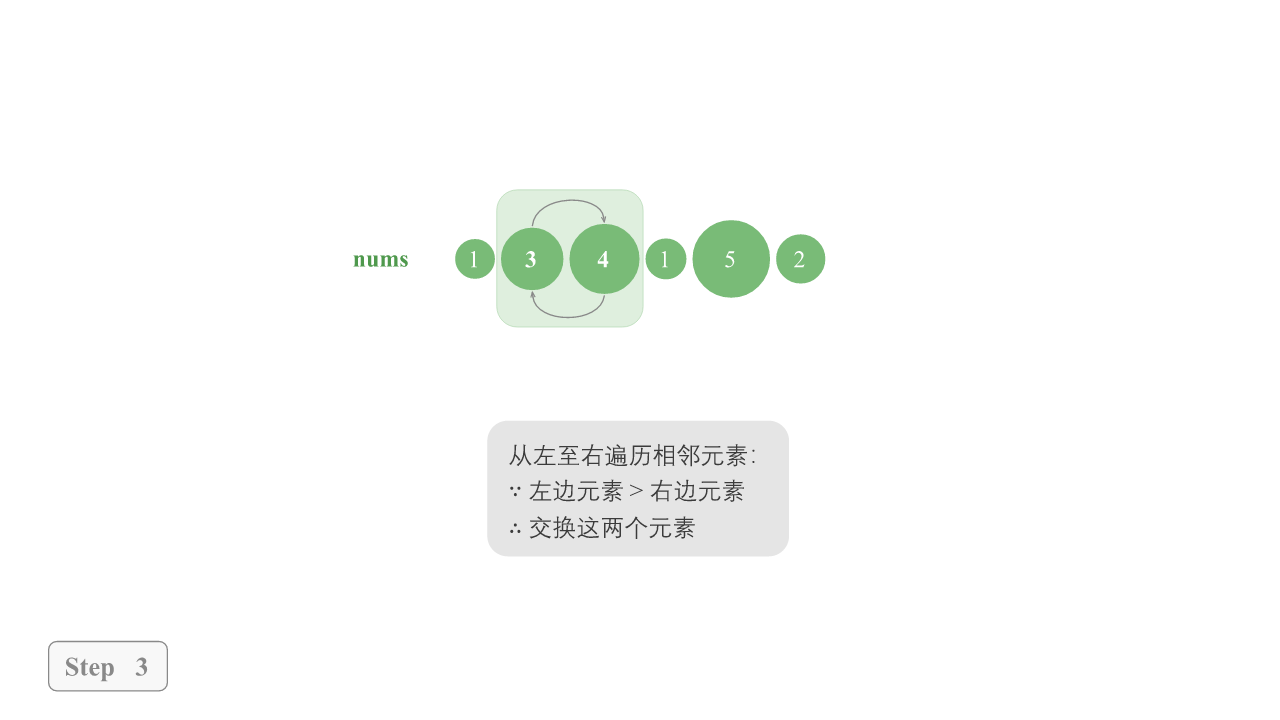 nums 1 3 4 1 5 2
从左至右遍历相邻元素:
∵ 左边元素 > 右边元素
∴ 交换这两个元素
Step 3